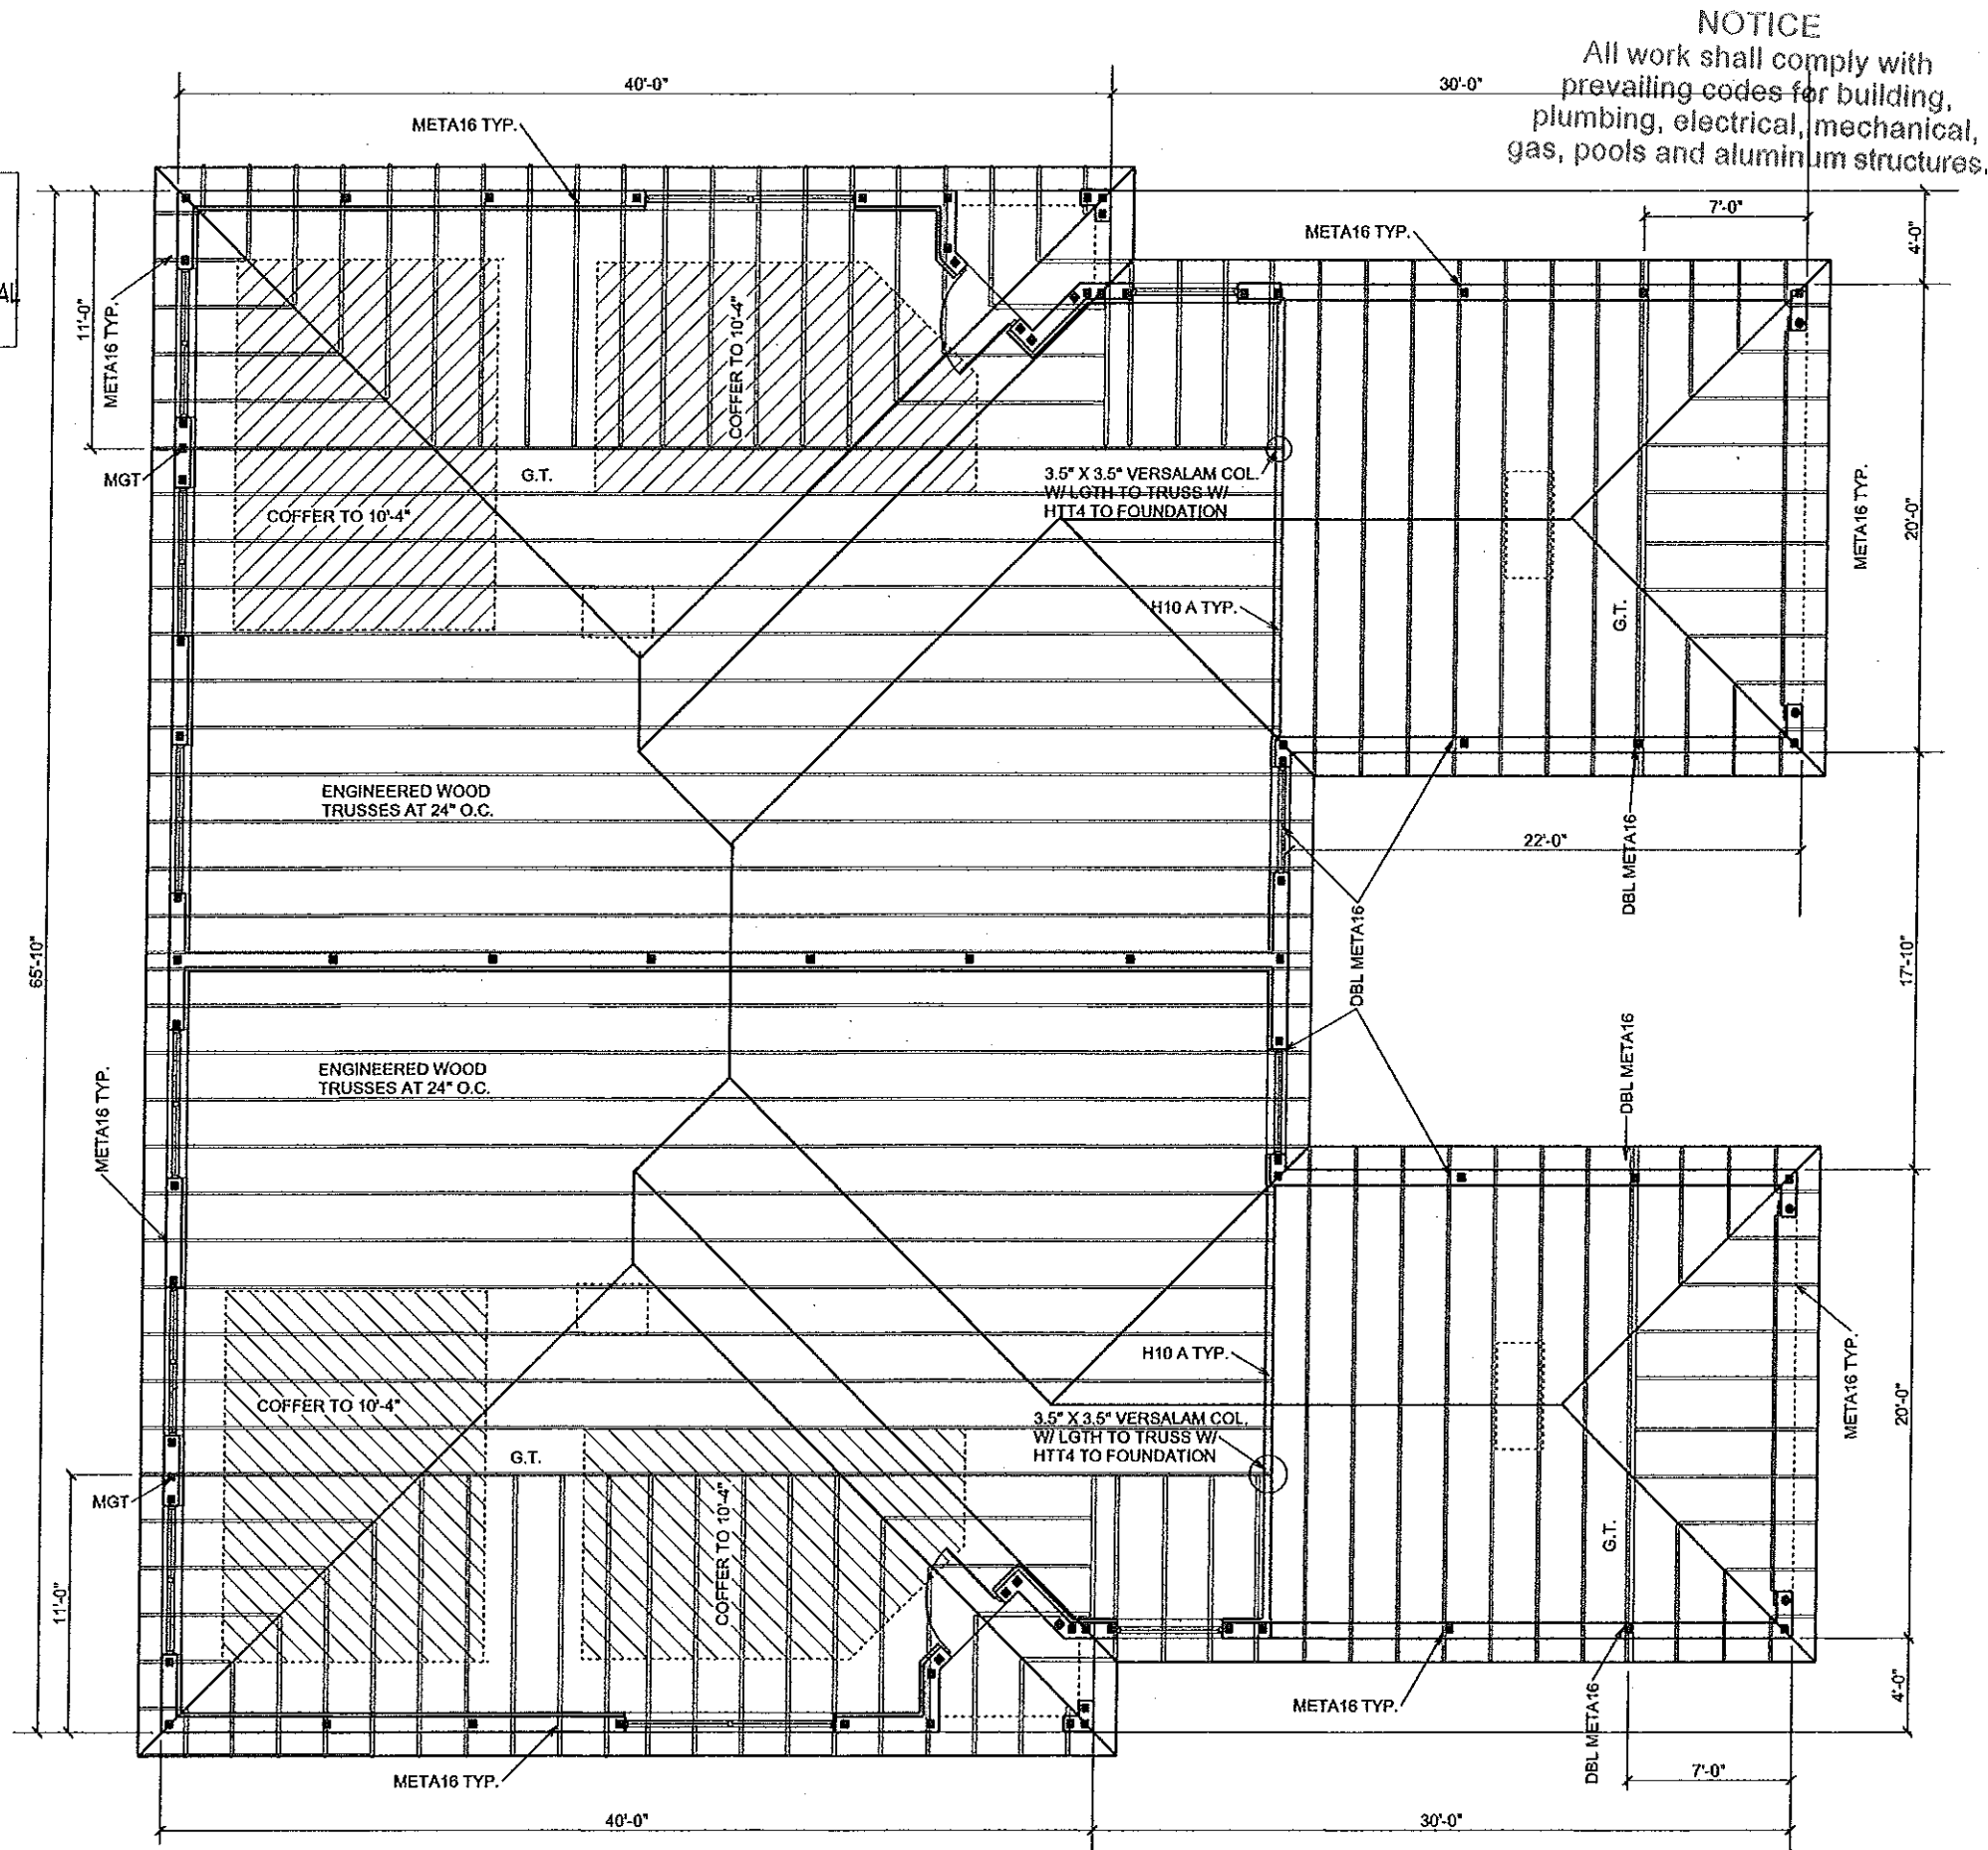 NOTICE
All work shall comply with
prevailing codes for building,
plumbing, electrical, mechanical,
gas, pools and aluminum structures.
40'-0"
30'-0"
META16 TYP.
7'-0"
4'-0"
META16 TYP.
AL
11'-0"
META16 TYP.
COFFER TO 10'-4"
MGT
G.T.
3.5" X 3.5" VERSALAM COL.
W/ LGTH TO TRUSS W/
HTT4 TO FOUNDATION
COFFER TO 10'-4"
META16 TYP.
20'-0"
H10 A TYP.
G.T.
ENGINEERED WOOD
TRUSSES AT 24" O.C.
22'-0"
DBL META16
DBL META16
65'-10"
17'-10"
ENGINEERED WOOD
TRUSSES AT 24" O.C.
DBL META16
META16 TYP.
H10 A TYP.
META16 TYP.
20'-0"
COFFER TO 10'-4"
3.5" X 3.5" VERSALAM COL.
W/ LGTH TO TRUSS W/
HTT4 TO FOUNDATION
G.T.
MGT
COFFER TO 10'-4"
G.T.
11'-0"
META16 TYP.
DBL META16
4'-0"
META16 TYP.
7'-0"
40'-0"
30'-0"